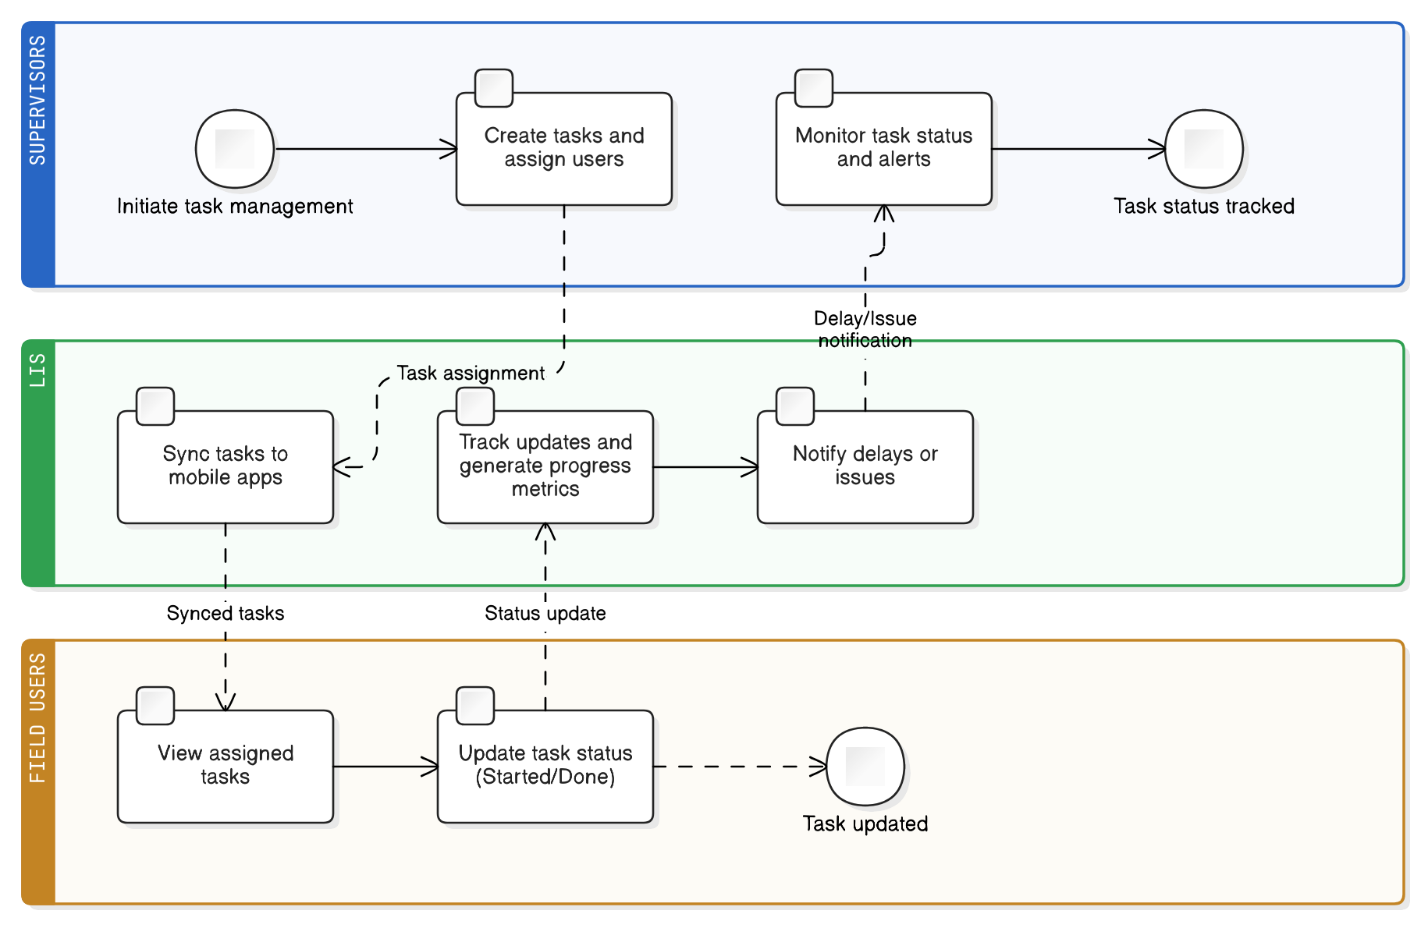 SUPERVISORS
Create tasks and
assign users
Monitor task status
and alerts
Initiate task management
Task status tracked
Delay/Issue
notification
LIS
Task assignment
Sync tasks to
mobile apps
Track updates and
generate progress
metrics
Notify delays or
issues
Synced tasks
Status update
FIELD USERS
View assigned
tasks
Update task status
(Started/Done)
Task updated